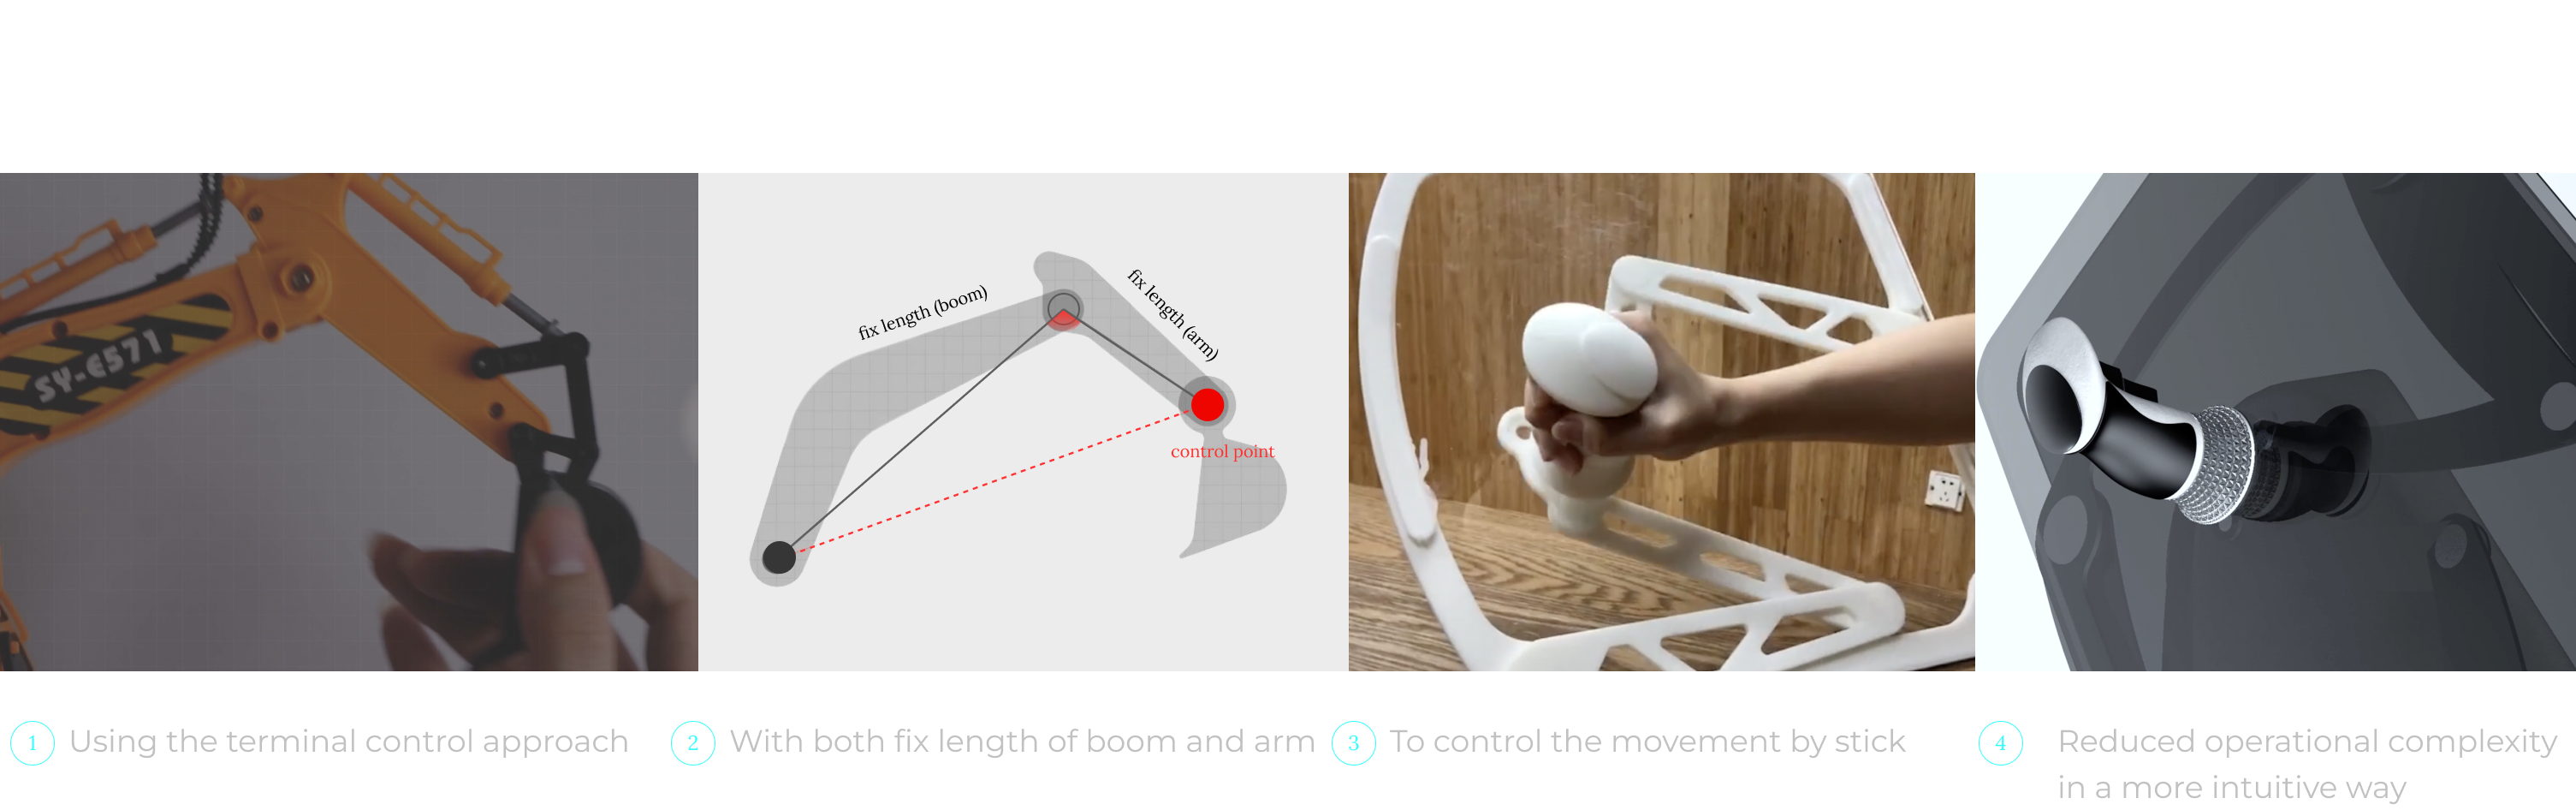 SY-E571
fix length (boom)
fix length (arm)
control point
1 Using the terminal control approach
2 With both fix length of boom and arm
3 To control the movement by stick
4 Reduced operational complexity
in a more intuitive way